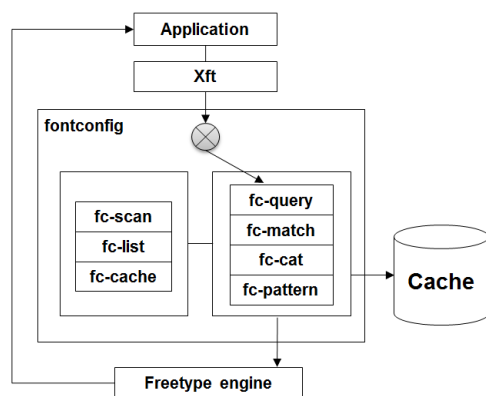 Application
Xft
fontconfig
fc-scan
fc-list
fc-cache
fc-query
fc-match
fc-cat
fc-pattern
Cache
Freetype engine